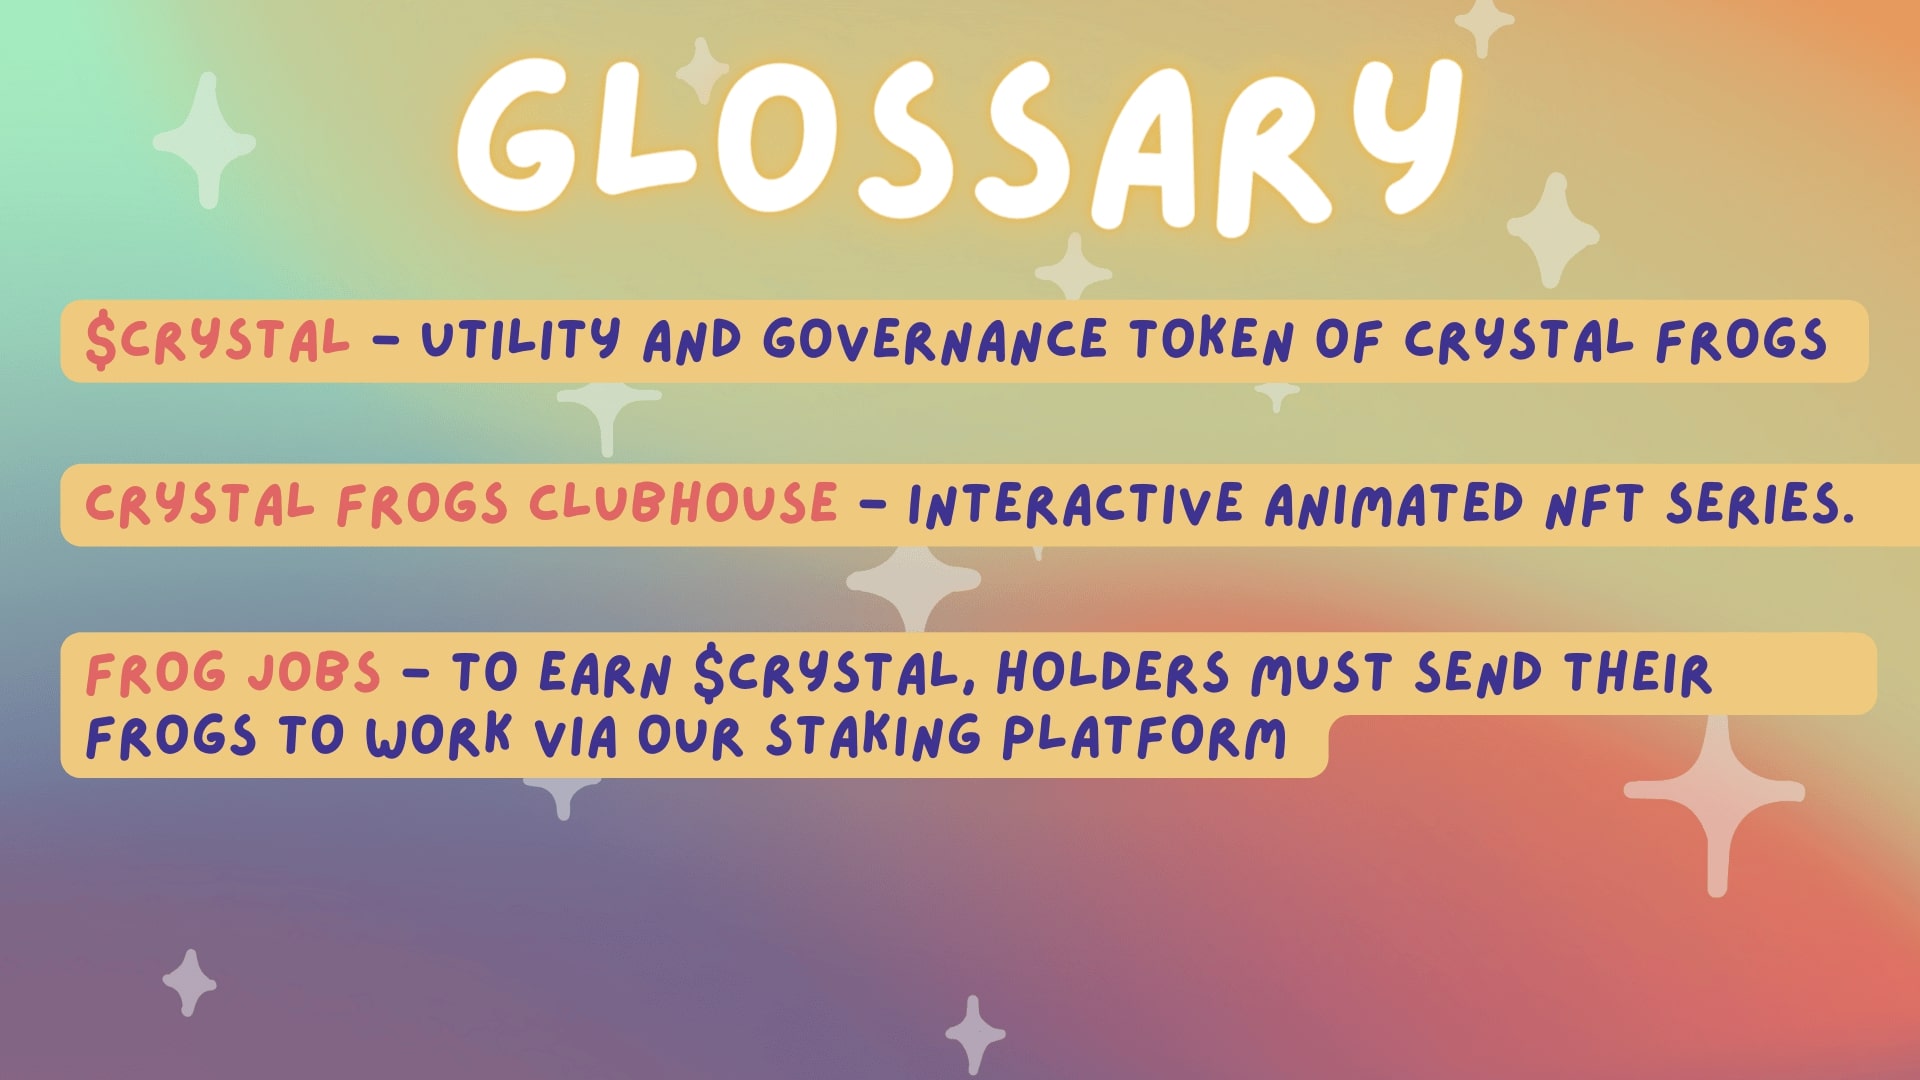 GLOSSARY
$CRYSTAL - UTILITY AND GOVERNANCE TOKEN OF CRYSTAL FROGS
CRYSTAL FROGS CLUBHOUSE - INTERACTIVE ANIMATED NFT SERIES.
FROG JOBS - TO EARN $CRYSTAL, HOLDERS MUST SEND THEIR
FROGS TO WORK VIA OUR STAKING PLATFORM